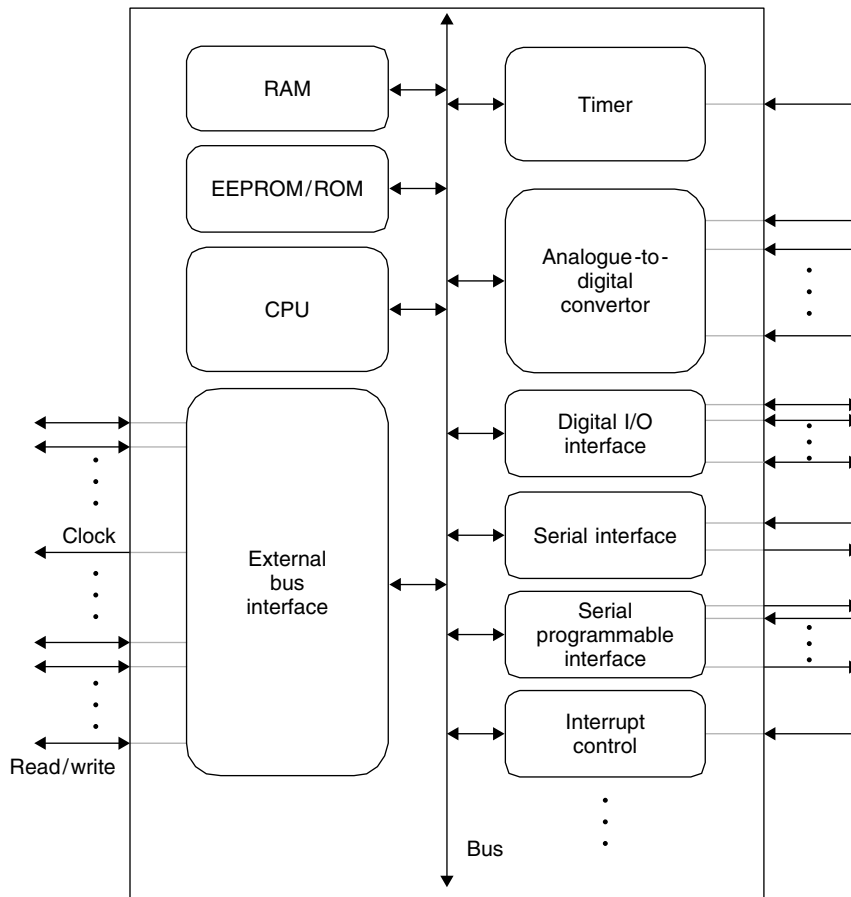 RAM
EEPROM/ROM
CPU
External
bus
interface
Clock
Read/write
Timer
Analogue-to-
digital
convertor
Digital I/O
interface
Serial interface
Serial
programmable
interface
Interrupt
control
Bus